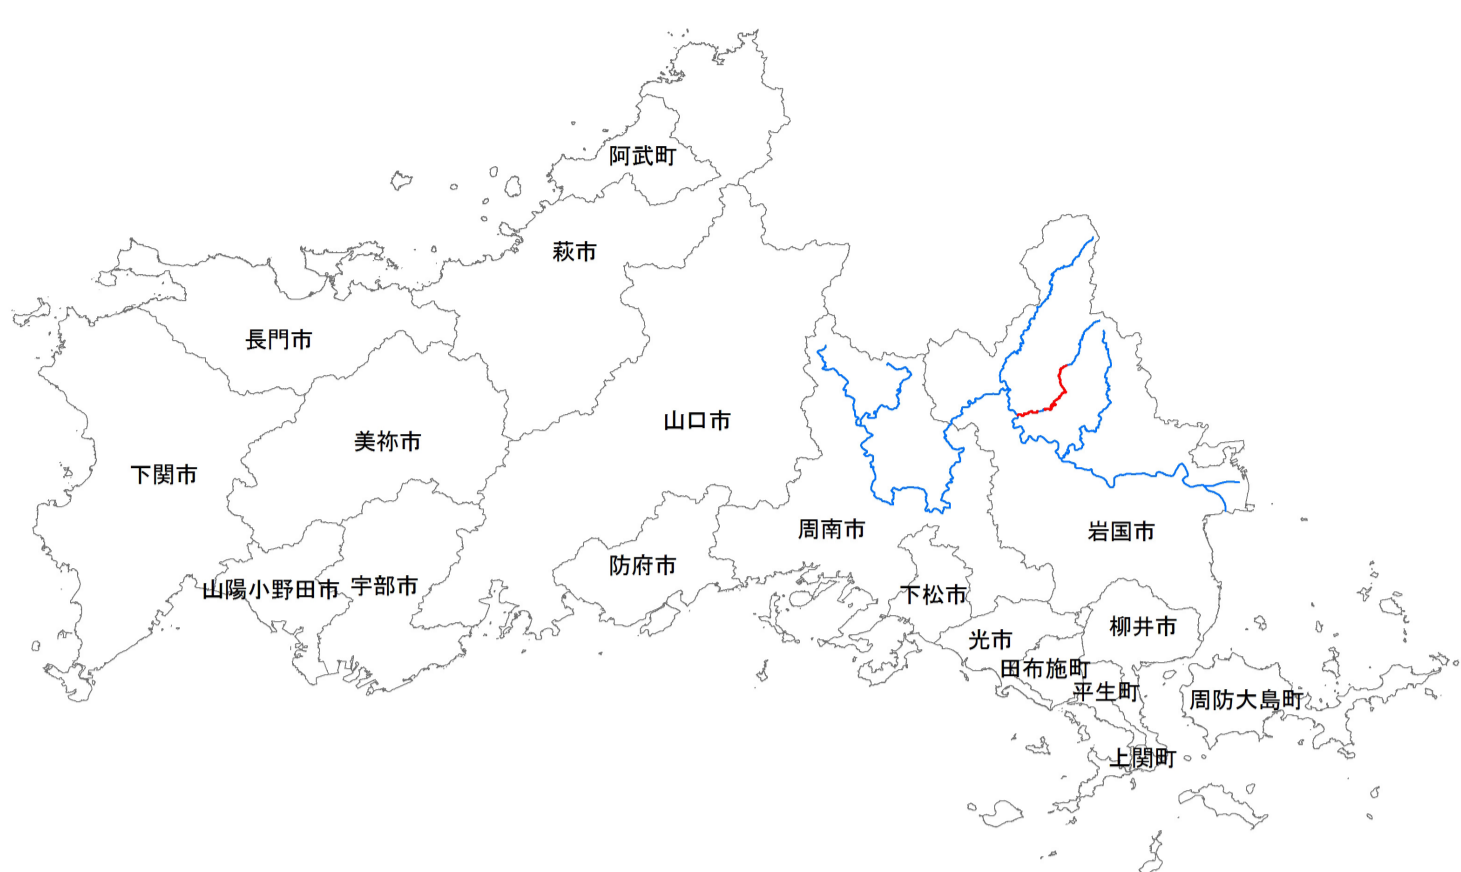 阿武町
萩市
長門市
山口市
美祢市
下関市
周南市
岩国市
防府市
山陽小野田市
宇部市
下松市
柳井市
光市
田布施町
平生町
周防大島町
上関町